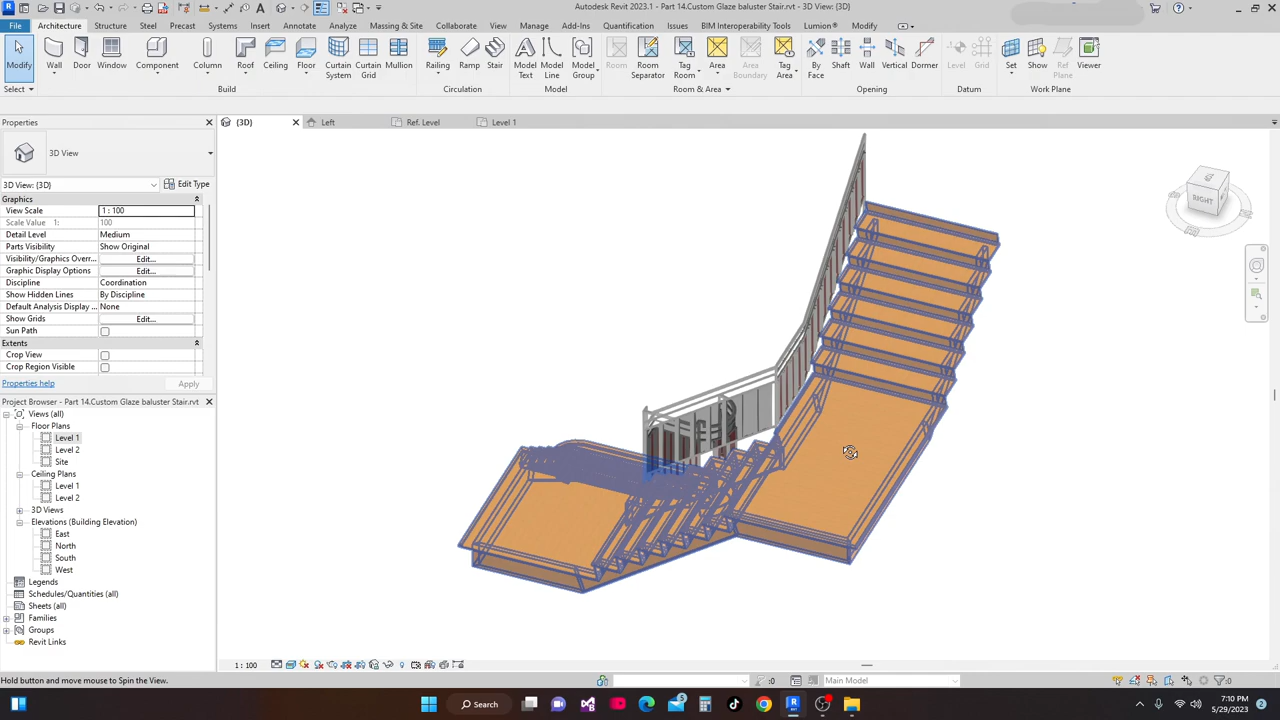 Autodesk Revit 2023.1 - Part 14.Custom Glaze baluster Stair.rvt - 3D View: {3D}
File Architecture Structure Steel Precast Systems Insert Annotate Analyze Massing & Site Collaborate View Manage Add-Ins Quantification Issues BIM Interoperability Tools Lumion® Modify
Modify Wall Door Window Component Column Roof Ceiling Floor Curtain System Curtain Grid Mullion Railing Ramp Stair Model Text Model Line Model Group Room Room Separator Tag Room Area Area Boundary Tag Area By Face Shaft Wall Vertical Dormer Level Grid Set Show Ref Plane Viewer
Select Build Circulation Model Room & Area Opening Datum Work Plane
Properties
{3D} Left Ref. Level Level 1
3D View
3D View: {3D} Edit Type
Graphics
View Scale 1 : 100
Scale Value 1: 100
Detail Level Medium
Parts Visibility Show Original
Visibility/Graphics Overr... Edit...
Graphic Display Options Edit...
Discipline Coordination
Show Hidden Lines By Discipline
Default Analysis Display ... None
Show Grids Edit...
Sun Path
Extents
Crop View
Crop Region Visible
Properties help Apply
RIGHT
Project Browser - Part 14.Custom Glaze baluster Stair.rvt
Views (all)
Floor Plans
Level 1
Level 2
Site
Ceiling Plans
Level 1
Level 2
3D Views
Elevations (Building Elevation)
East
North
South
West
Legends
Schedules/Quantities (all)
Sheets (all)
Families
Groups
Revit Links
1 : 100
Hold button and move mouse to Spin the View.
:0 Main Model :0
Search
7:10 PM
5/29/2023